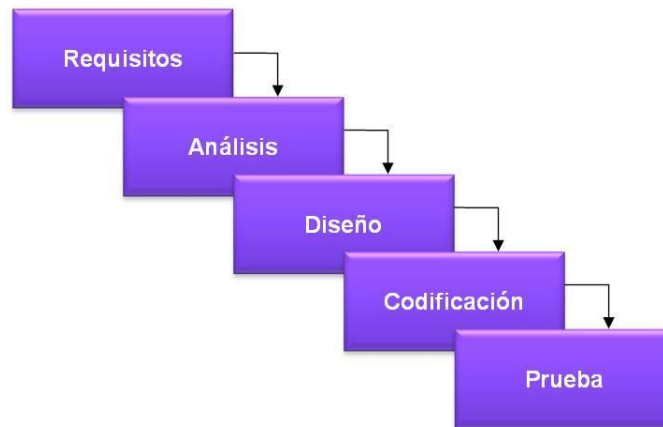 Requisitos
Análisis
Diseño
Codificación
Prueba